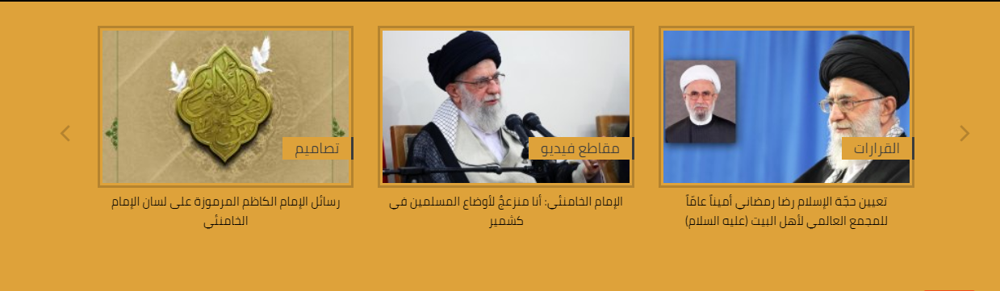 القرارات
تعيين حجّة الإسلام رضا رمضاني أميناً عامّاً
للمجمع العالمي لأهل البيت (عليه السلام)
مقاطع فيديو
الإمام الخامنئي: أنا منزعجٌ لأوضاع المسلمين في
كشمير
تصاميم
رسائل الإمام الكاظم المرموزة على لسان الإمام
الخامنئي